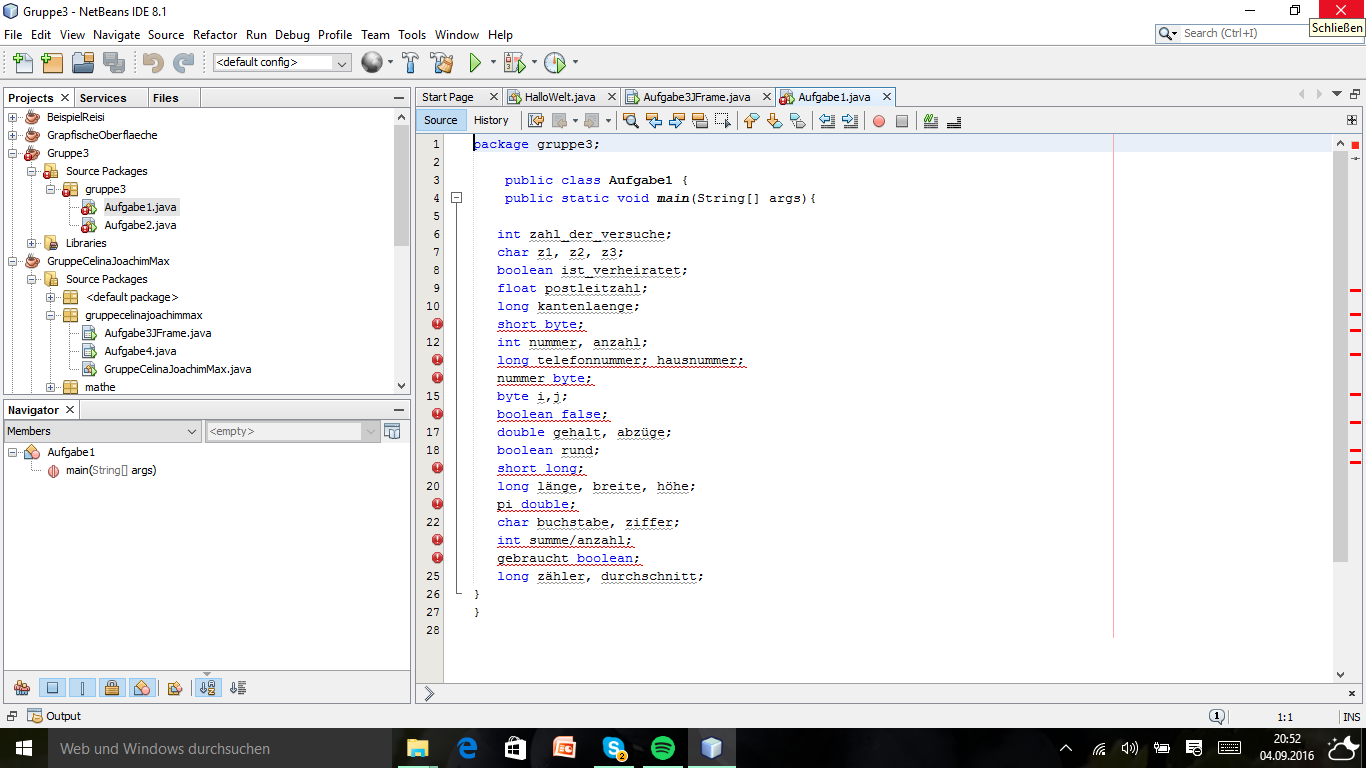 Gruppe3 - NetBeans IDE 8.1
Schließen
File Edit View Navigate Source Refactor Run Debug Profile Team Tools Window Help
Search (Ctrl+I)
<default config>
Projects Services Files
BeispielReisi
GrapfischeOberflaeche
Gruppe3
Source Packages
gruppe3
Aufgabe1.java
Aufgabe2.java
Libraries
GruppeCelinaJoachimMax
Source Packages
<default package>
gruppecelinajoachimmax
Aufgabe3JFrame.java
Aufgabe4.java
GruppeCelinaJoachimMax.java
mathe
Navigator
Members <empty>
Aufgabe1
main(String[] args)
Start Page HalloWelt.java Aufgabe3JFrame.java Aufgabe1.java
Source History
1 package gruppe3;
2
3 public class Aufgabe1 {
4 public static void main(String[] args){
5
6 int zahl_der_versuche;
7 char z1, z2, z3;
8 boolean ist_verheiratet;
9 float postleitzahl;
10 long kantenlaenge;
short byte;
12 int nummer, anzahl;
long telefonnummer; hausnummer;
nummer byte;
15 byte i,j;
boolean false;
17 double gehalt, abzüge;
18 boolean rund;
short long;
20 long länge, breite, höhe;
pi double;
22 char buchstabe, ziffer;
int summe/anzahl;
gebraucht boolean;
25 long zähler, durchschnitt;
26 }
27 }
28
Output
1
1:1
INS
Web und Windows durchsuchen
2
20:52
04.09.2016